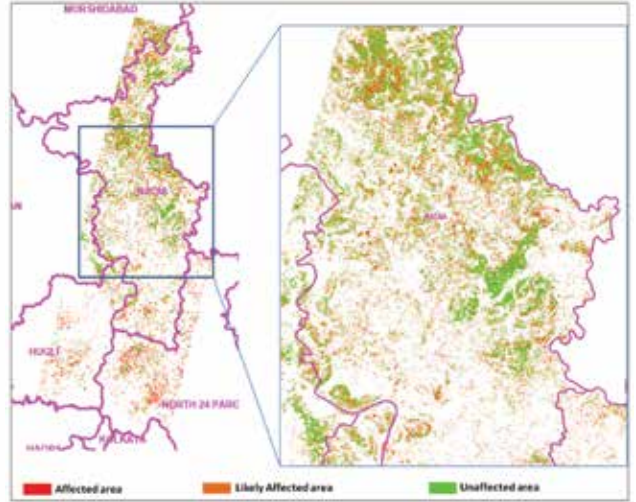 MURSHIDABAD
NADIA
NADIA
HUGLI
NORTH 24 PARG
KOLKATA
Affected area
Likely Affected area
Unaffected area